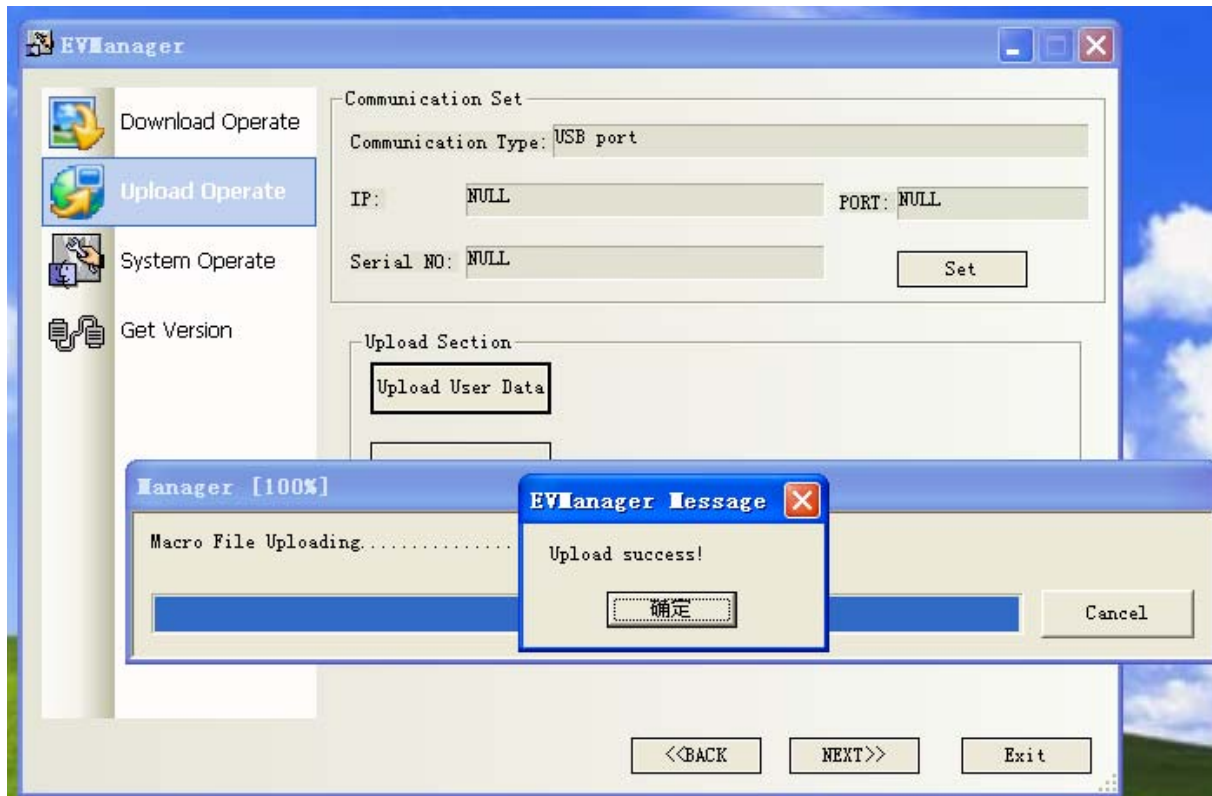 EVManager
Download Operate
Upload Operate
System Operate
Get Version
Communication Set
Communication Type: USB port
IP: NULL PORT: NULL
Serial NO: NULL Set
Upload Section
Upload User Data
Manager [100%]
Macro File Uploading...............
Cancel
EVManager Message
Upload success!
确定
<<BACK NEXT>> Exit